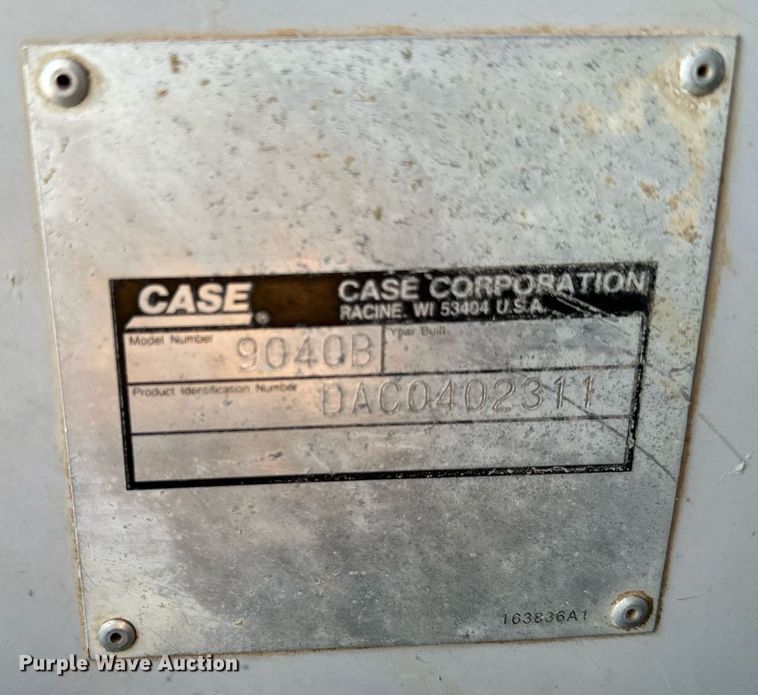 CASE ®
CASE CORPORATION
RACINE, WI 53404 U.S.A.
Model Number 9040B
Year Built
Product Identification Number DAC0402311
163836A1
Purple Wave Auction